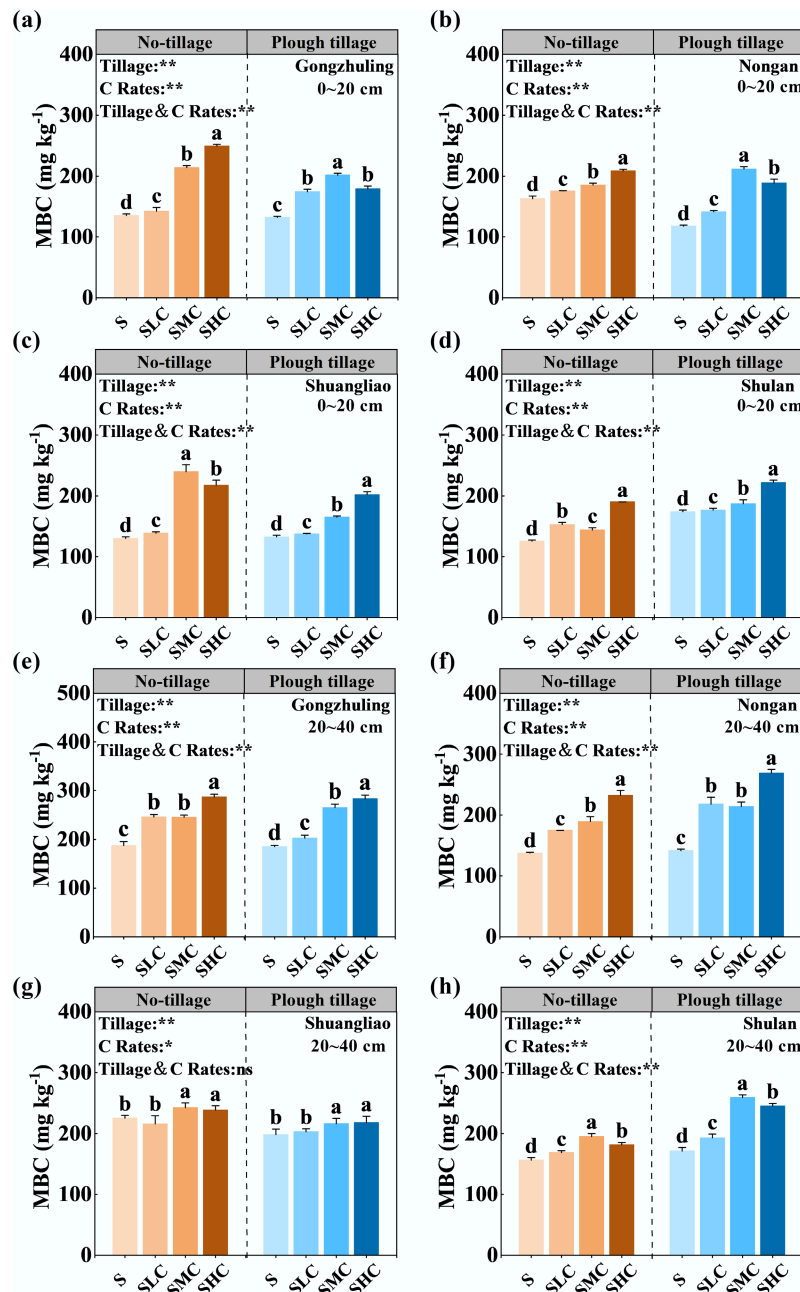 (a)
No-tillage Plough tillage
400
300
200
100
0
MBC (mg kg⁻¹)
Tillage:** Gongzhuling
C Rates:** 0~20 cm
Tillage&C Rates:**
d c b a c b a b
S SLC SMC SHC S SLC SMC SHC
(b)
No-tillage Plough tillage
400
300
200
100
0
MBC (mg kg⁻¹)
Tillage:** Nongan
C Rates:** 0~20 cm
Tillage&C Rates:**
d c b a d c a b
S SLC SMC SHC S SLC SMC SHC
(c)
No-tillage Plough tillage
400
300
200
100
0
MBC (mg kg⁻¹)
Tillage:** Shuangliao
C Rates:** 0~20 cm
Tillage&C Rates:**
d c a b d c b a
S SLC SMC SHC S SLC SMC SHC
(d)
No-tillage Plough tillage
400
300
200
100
0
MBC (mg kg⁻¹)
Tillage:** Shulan
C Rates:** 0~20 cm
Tillage&C Rates:**
d b c a d c b a
S SLC SMC SHC S SLC SMC SHC
(e)
No-tillage Plough tillage
500
400
300
200
100
0
MBC (mg kg⁻¹)
Tillage:** Gongzhuling
C Rates:** 20~40 cm
Tillage&C Rates:**
c b b a d c b a
S SLC SMC SHC S SLC SMC SHC
(f)
No-tillage Plough tillage
400
300
200
100
0
MBC (mg kg⁻¹)
Tillage:** Nongan
C Rates:** 20~40 cm
Tillage&C Rates:**
d c b a c b b a
S SLC SMC SHC S SLC SMC SHC
(g)
No-tillage Plough tillage
400
300
200
100
0
MBC (mg kg⁻¹)
Tillage:** Shuangliao
C Rates:* 20~40 cm
Tillage&C Rates:ns
b b a a b b a a
S SLC SMC SHC S SLC SMC SHC
(h)
No-tillage Plough tillage
400
300
200
100
0
MBC (mg kg⁻¹)
Tillage:** Shulan
C Rates:** 20~40 cm
Tillage&C Rates:**
d c a b d c a b
S SLC SMC SHC S SLC SMC SHC